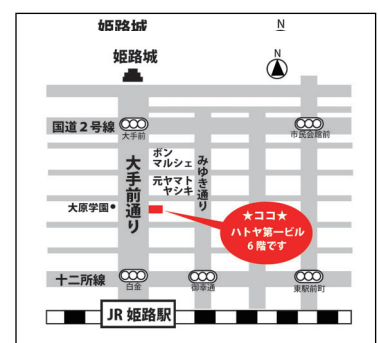 姫路城
N
姫路城
N
国道2号線
大手前
市民会館前
ボン
マルシェ
元ヤマト
ヤシキ
みゆき通り
大手前通り
大原学園
★ココ★
ハトヤ第一ビル
6階です
十二所線
白金
御幸通
東駅前町
JR 姫路駅